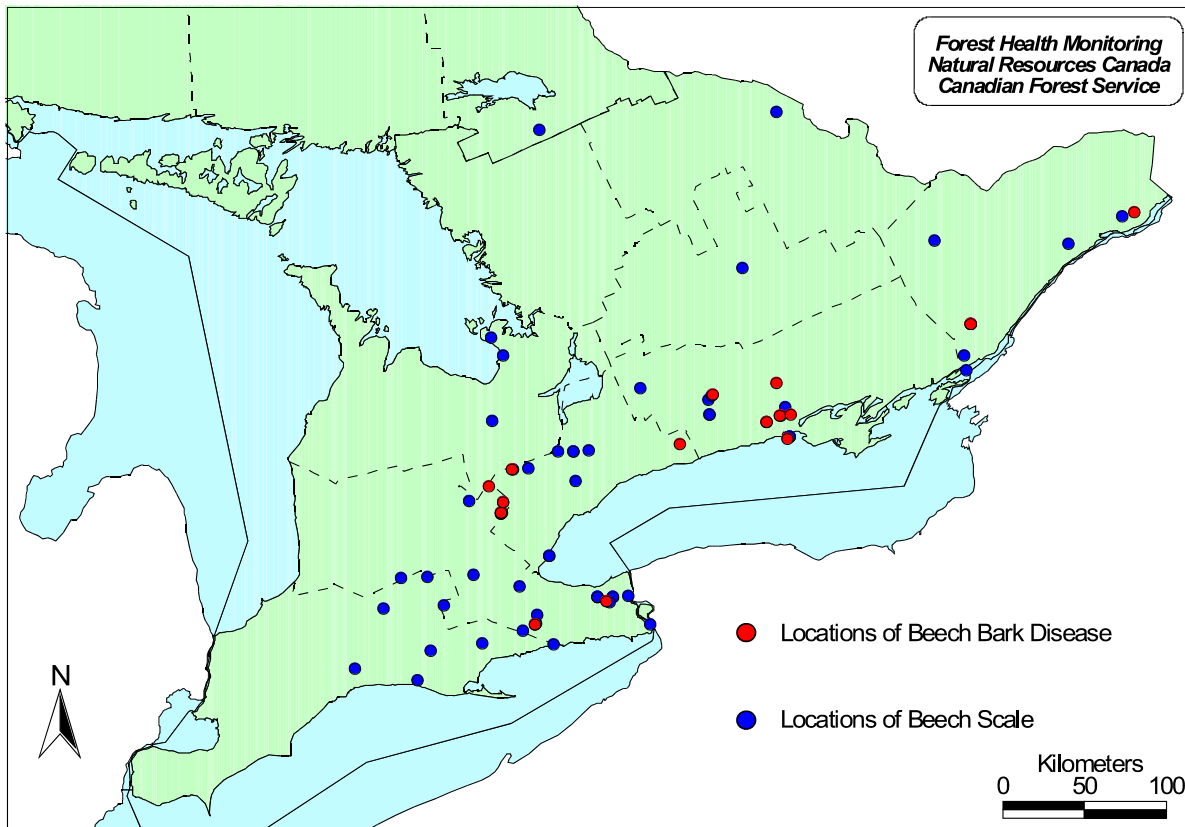 Forest Health Monitoring
Natural Resources Canada
Canadian Forest Service
Locations of Beech Bark Disease
N
Locations of Beech Scale
Kilometers
0 50 100